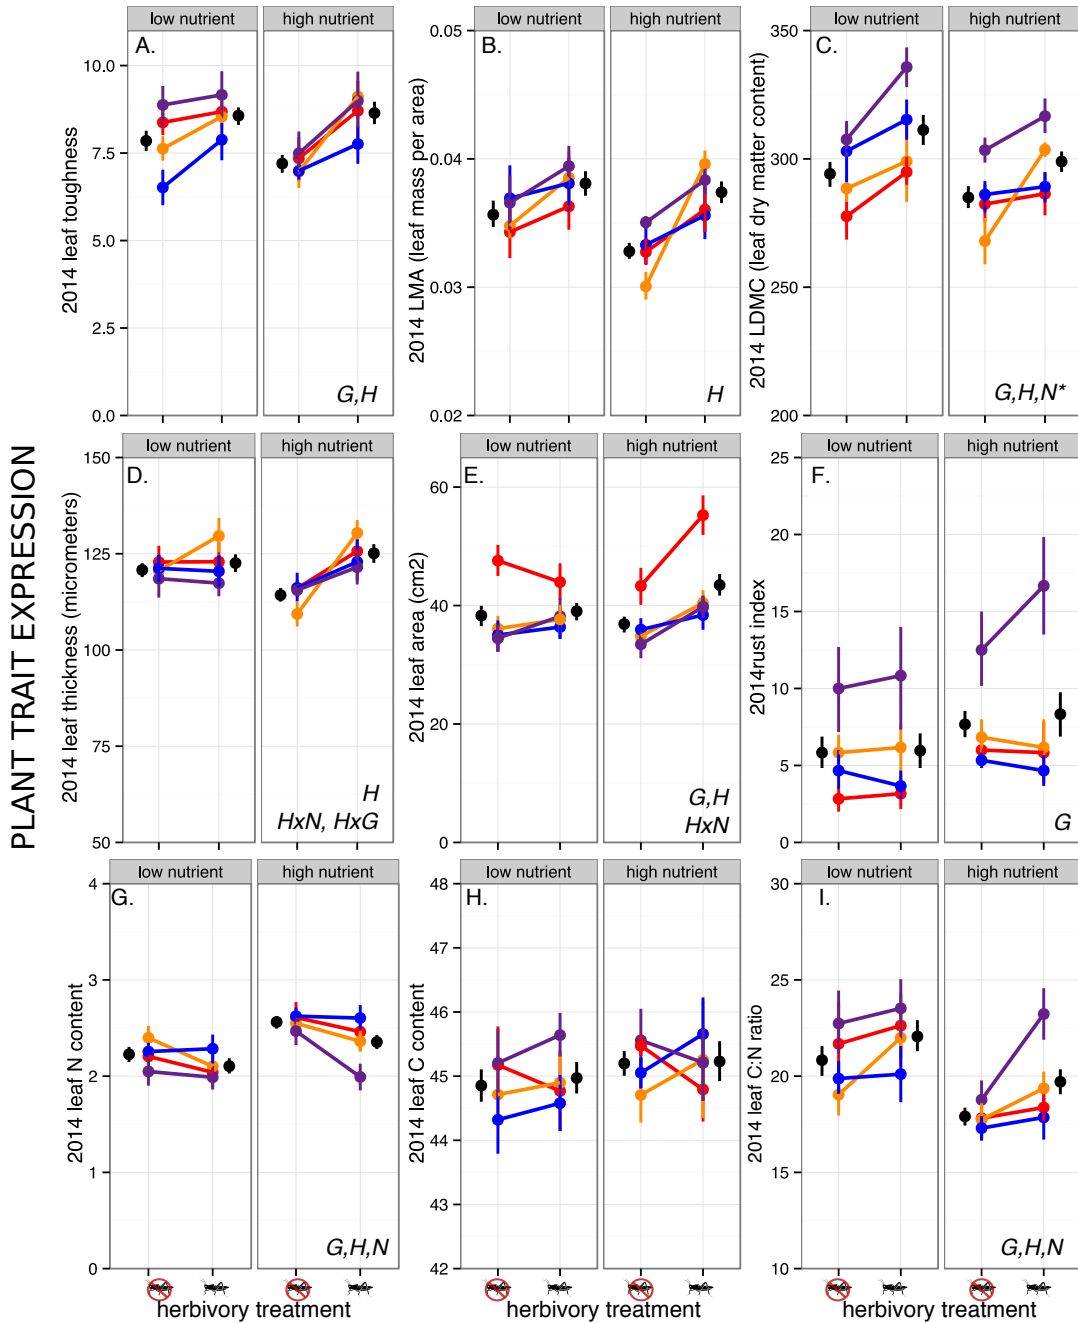 PLANT TRAIT EXPRESSION
low nutrient
high nutrient
A.
2014 leaf toughness
10.0
7.5
5.0
2.5
0.0
G,H
low nutrient
high nutrient
B.
2014 LMA (leaf mass per area)
0.05
0.04
0.03
0.02
H
low nutrient
high nutrient
C.
2014 LDMC (leaf dry matter content)
350
300
250
200
G,H,N*
low nutrient
high nutrient
D.
2014 leaf thickness (micrometers)
150
125
100
75
50
H
HxN, HxG
low nutrient
high nutrient
E.
2014 leaf area (cm2)
60
40
20
0
G,H
HxN
low nutrient
high nutrient
F.
2014rust index
25
20
15
10
5
0
G
low nutrient
high nutrient
G.
2014 leaf N content
4
3
2
1
0
G,H,N
herbivory treatment
low nutrient
high nutrient
H.
2014 leaf C content
48
47
46
45
44
43
42
herbivory treatment
low nutrient
high nutrient
I.
2014 leaf C:N ratio
30
25
20
15
10
G,H,N
herbivory treatment